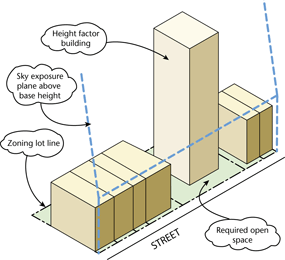 Height factor
building
Sky exposure
plane above
base height
Zoning lot line
STREET
Required open
space